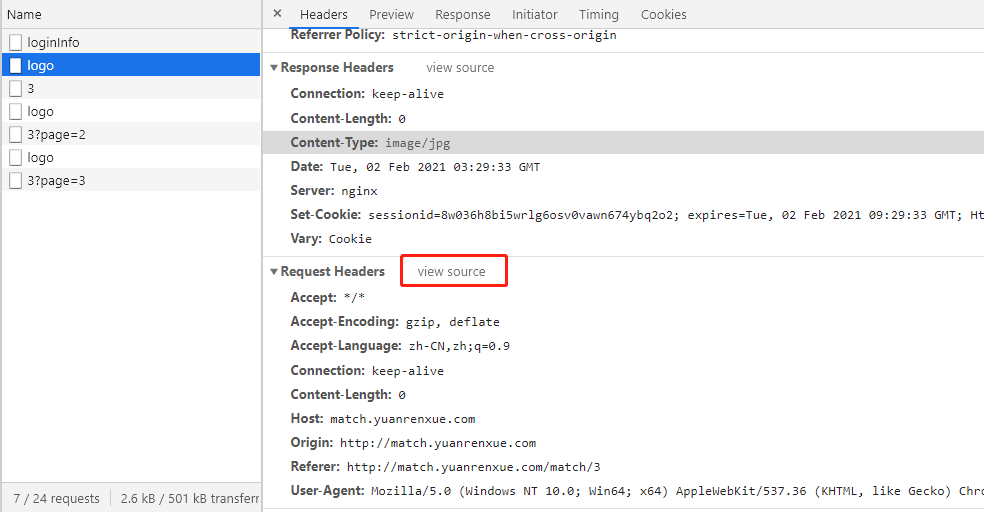 Name
loginInfo
logo
3
logo
3?page=2
logo
3?page=3
7 / 24 requests 2.6 kB / 501 kB transferr
× Headers Preview Response Initiator Timing Cookies
Referrer Policy: strict-origin-when-cross-origin
Response Headers view source
Connection: keep-alive
Content-Length: 0
Content-Type: image/jpg
Date: Tue, 02 Feb 2021 03:29:33 GMT
Server: nginx
Set-Cookie: sessionid=8w036h8bi5wrlg6osv0vawn674ybq2o2; expires=Tue, 02 Feb 2021 09:29:33 GMT; Ht
Vary: Cookie
Request Headers view source
Accept: */*
Accept-Encoding: gzip, deflate
Accept-Language: zh-CN,zh;q=0.9
Connection: keep-alive
Content-Length: 0
Host: match.yuanrenxue.com
Origin: http://match.yuanrenxue.com
Referer: http://match.yuanrenxue.com/match/3
User-Agent: Mozilla/5.0 (Windows NT 10.0; Win64; x64) AppleWebKit/537.36 (KHTML, like Gecko) Chro